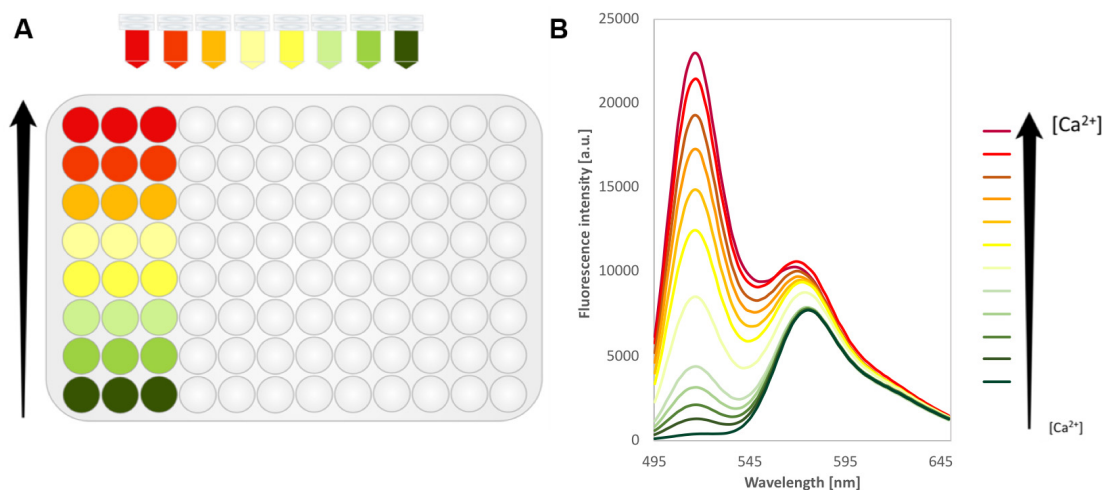 A
B
Fluorescence intensity [a.u.]
25000
20000
15000
10000
5000
0
495
545
595
645
Wavelength [nm]
[Ca²⁺]
[Ca²⁺]